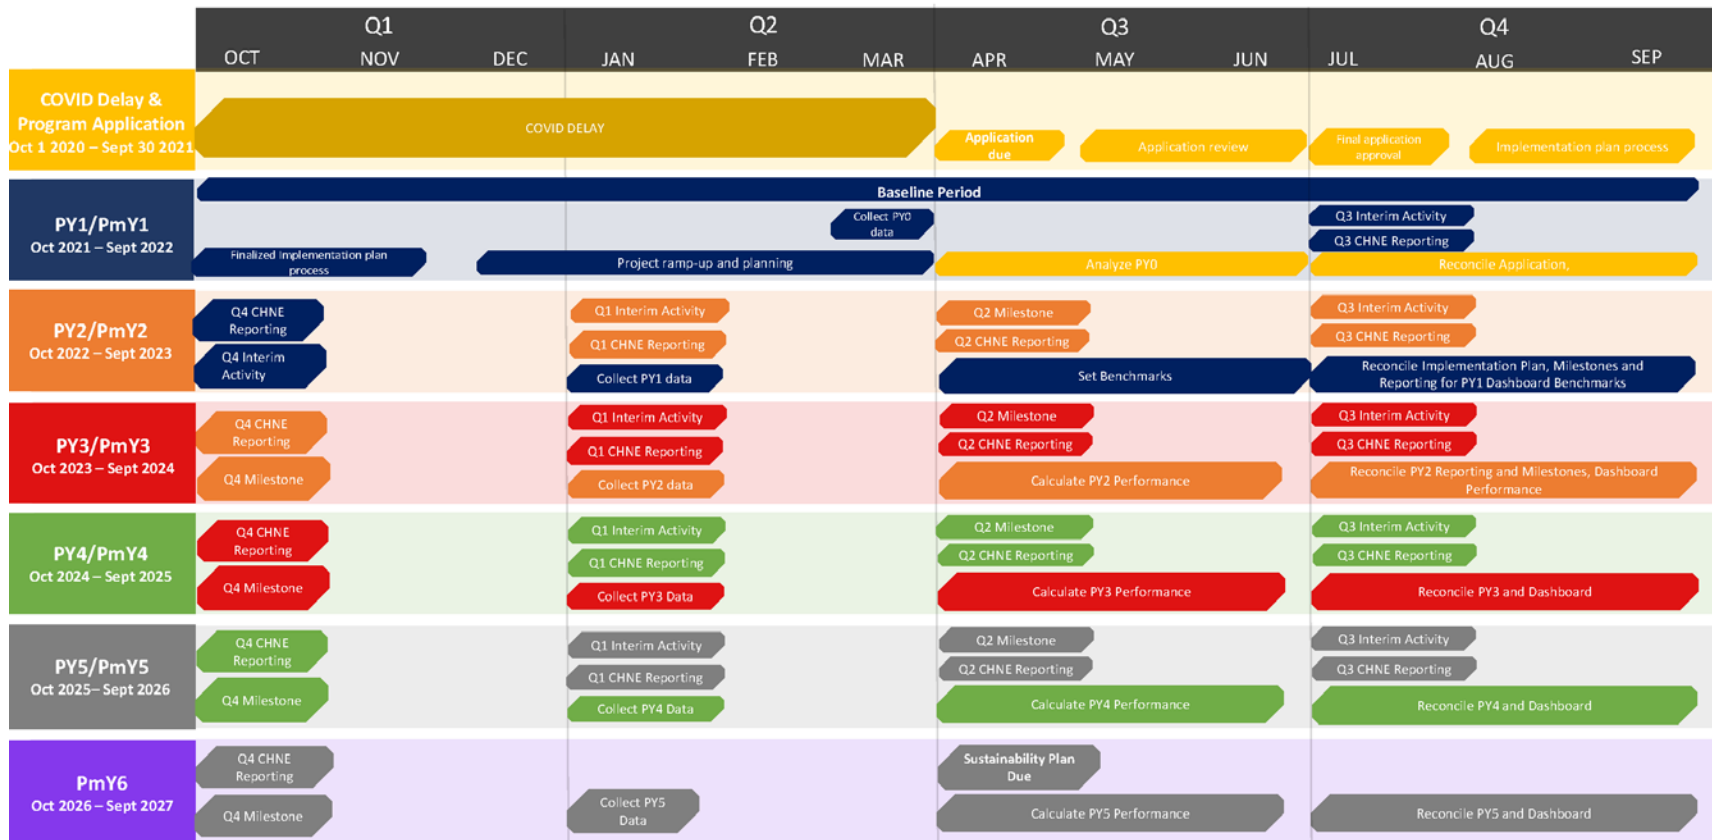 Q1
Q2
Q3
Q4
OCT
NOV
DEC
JAN
FEB
MAR
APR
MAY
JUN
JUL
AUG
SEP
COVID Delay &
Program Application
Oct 1 2020 – Sept 30 2021
COVID DELAY
Application
due
Application review
Final application
approval
Implementation plan process
PY1/PmY1
Oct 2021 – Sept 2022
Baseline Period
Collect PY0
data
Q3 Interim Activity
Q3 CHNE Reporting
Finalized Implementation plan
process
Project ramp-up and planning
Analyze PY0
Reconcile Application,
PY2/PmY2
Oct 2022 – Sept 2023
Q4 CHNE
Reporting
Q4 Interim
Activity
Q1 Interim Activity
Q1 CHNE Reporting
Collect PY1 data
Q2 Milestone
Q2 CHNE Reporting
Set Benchmarks
Q3 Interim Activity
Q3 CHNE Reporting
Reconcile Implementation Plan, Milestones and
Reporting for PY1 Dashboard Benchmarks
PY3/PmY3
Oct 2023 – Sept 2024
Q4 CHNE
Reporting
Q4 Milestone
Q1 Interim Activity
Q1 CHNE Reporting
Collect PY2 data
Q2 Milestone
Q2 CHNE Reporting
Calculate PY2 Performance
Q3 Interim Activity
Q3 CHNE Reporting
Reconcile PY2 Reporting and Milestones, Dashboard
Performance
PY4/PmY4
Oct 2024 – Sept 2025
Q4 CHNE
Reporting
Q4 Milestone
Q1 Interim Activity
Q1 CHNE Reporting
Collect PY3 Data
Q2 Milestone
Q2 CHNE Reporting
Calculate PY3 Performance
Q3 Interim Activity
Q3 CHNE Reporting
Reconcile PY3 and Dashboard
PY5/PmY5
Oct 2025– Sept 2026
Q4 CHNE
Reporting
Q4 Milestone
Q1 Interim Activity
Q1 CHNE Reporting
Collect PY4 Data
Q2 Milestone
Q2 CHNE Reporting
Calculate PY4 Performance
Q3 Interim Activity
Q3 CHNE Reporting
Reconcile PY4 and Dashboard
PmY6
Oct 2026 – Sept 2027
Q4 CHNE
Reporting
Q4 Milestone
Collect PY5
Data
Sustainability Plan
Due
Calculate PY5 Performance
Reconcile PY5 and Dashboard